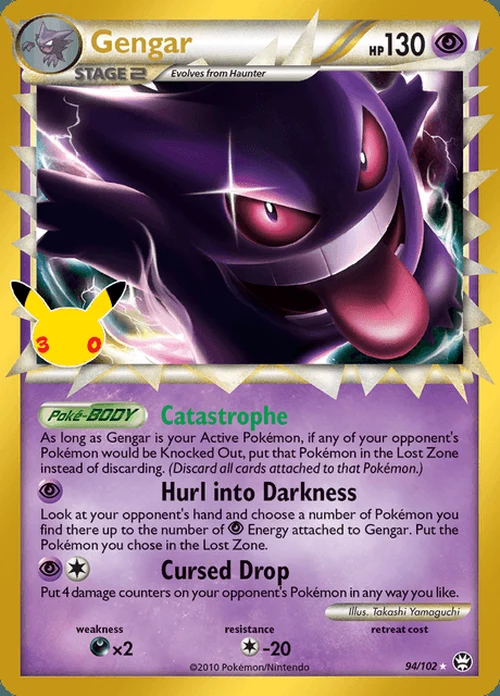 Gengar HP130
STAGE 2 Evolves from Haunter
30
Poké-BODY Catastrophe
As long as Gengar is your Active Pokémon, if any of your opponent's
Pokémon would be Knocked Out, put that Pokémon in the Lost Zone
instead of discarding. (Discard all cards attached to that Pokémon.)
Hurl into Darkness
Look at your opponent's hand and choose a number of Pokémon you
find there up to the number of Energy attached to Gengar. Put the
Pokémon you chose in the Lost Zone.
Cursed Drop
Put 4 damage counters on your opponent's Pokémon in any way you like.
Illus. Takashi Yamaguchi
weakness resistance retreat cost
×2 -20
©2010 Pokémon/Nintendo 94/102